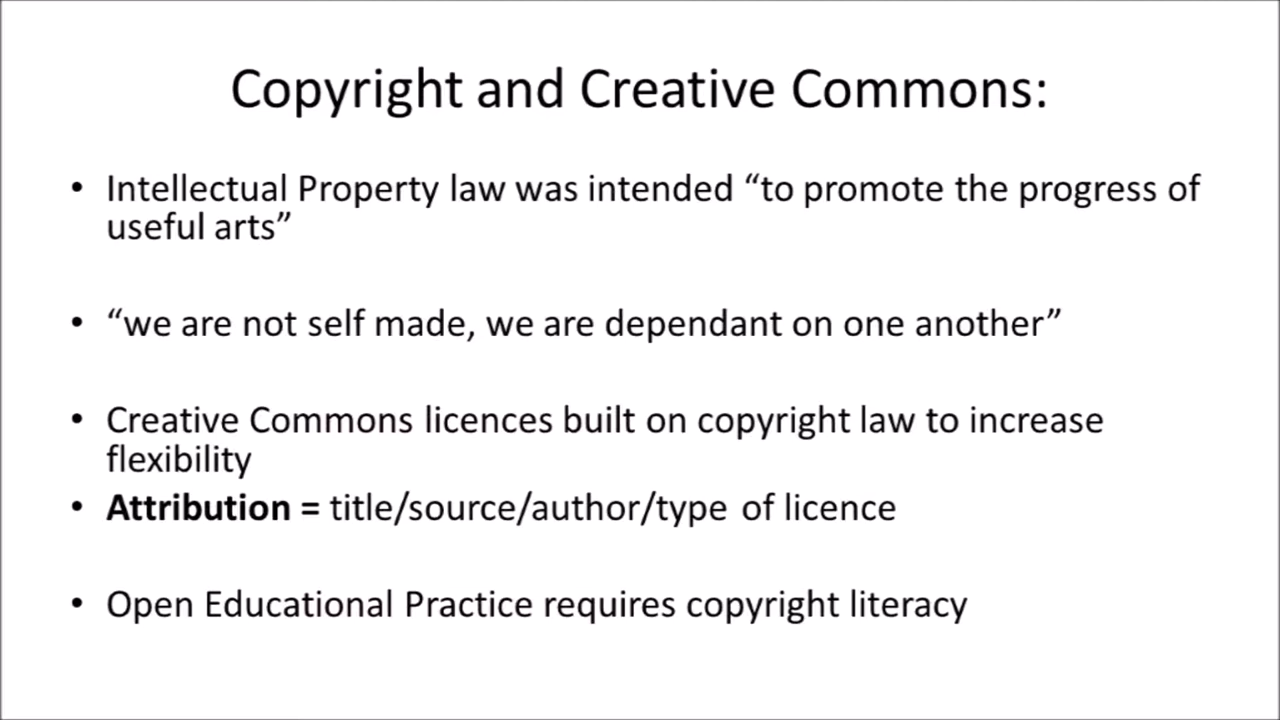 Copyright and Creative Commons:
• Intellectual Property law was intended “to promote the progress of
useful arts”
• “we are not self made, we are dependant on one another”
• Creative Commons licences built on copyright law to increase
flexibility
• Attribution = title/source/author/type of licence
• Open Educational Practice requires copyright literacy